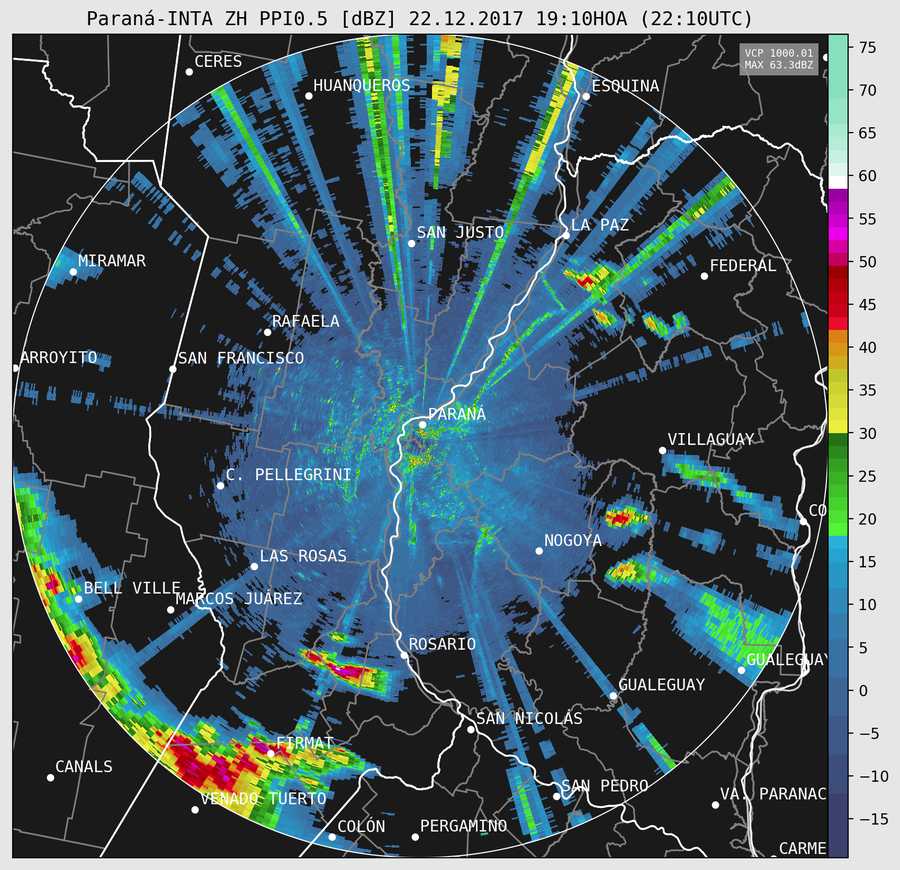 Paraná-INTA ZH PPI0.5 [dBZ] 22.12.2017 19:10HOA (22:10UTC)
VCP 1000.01
MAX 63.3dBZ
75
CERES
HUANQUEROS
ESQUINA
70
65
60
55
SAN JUSTO
LA PAZ
MIRAMAR
FEDERAL
50
45
RAFAELA
40
ARROYITO
SAN FRANCISCO
35
PARANÁ
30
VILLAGUAY
25
C. PELLEGRINI
CO
20
NOGOYA
15
LAS ROSAS
BELL VILLE
MARCOS JUÁREZ
10
ROSARIO
5
GUALEGUAY
GUALEGUAY
0
SAN NICOLÁS
−5
FIRMAT
CANALS
−10
SAN PEDRO
VENADO TUERTO
VA. PARANAC
−15
COLÓN
PERGAMINO
CARME